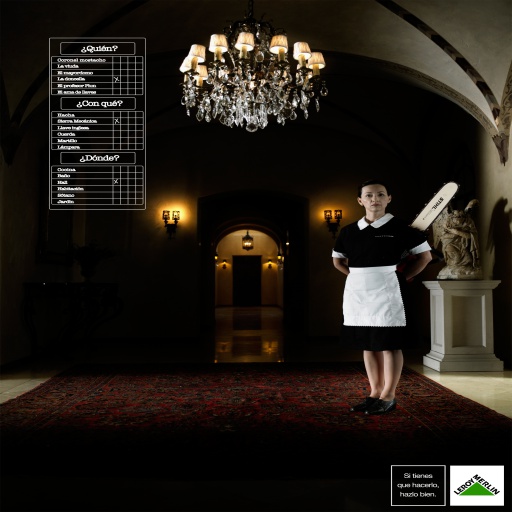 ¿Quién?
Coronel mostacho
La viuda
El mayordomo
La doncella X
El profesor Pion
El ama de llaves
¿Con qué?
Hacha
Sierra Mecánica X
Llave inglesa
Cuerda
Martillo
Lámpara
¿Dónde?
Cocina
Baño
Hall X
Habitación
Sótano
Jardín
STIHL
Si tienes
que hacerlo,
hazlo bien.
LEROY MERLIN